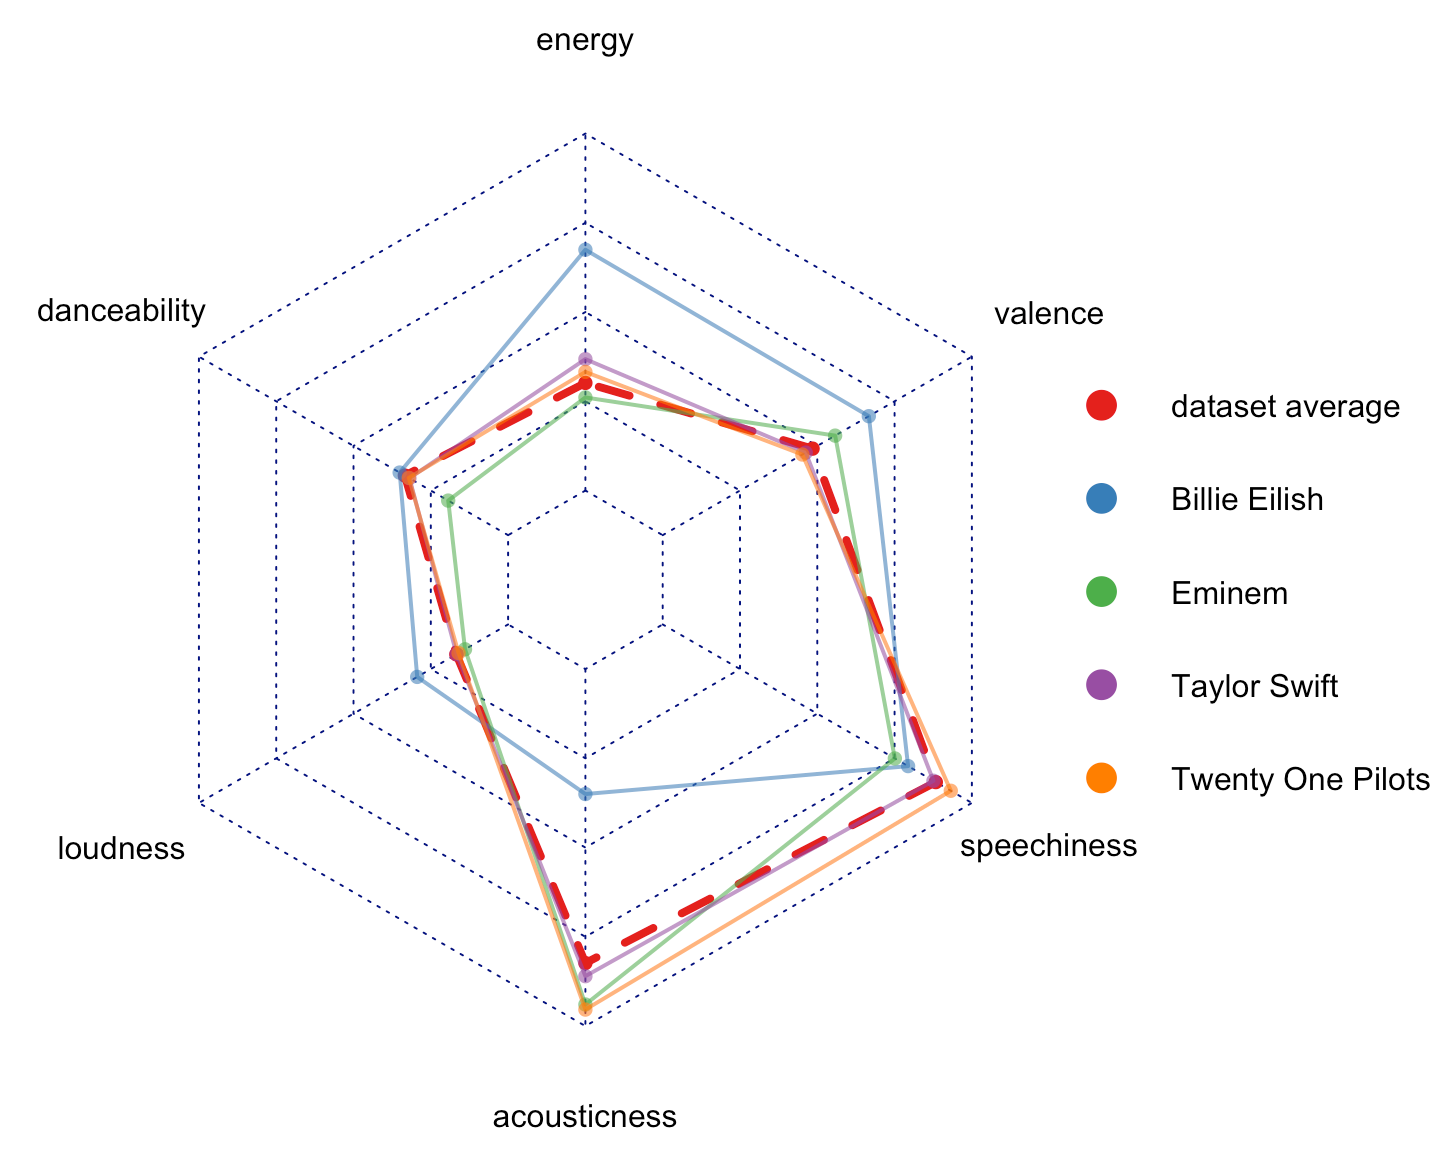 energy
danceability
valence
loudness
speechiness
acousticness
dataset average
Billie Eilish
Eminem
Taylor Swift
Twenty One Pilots